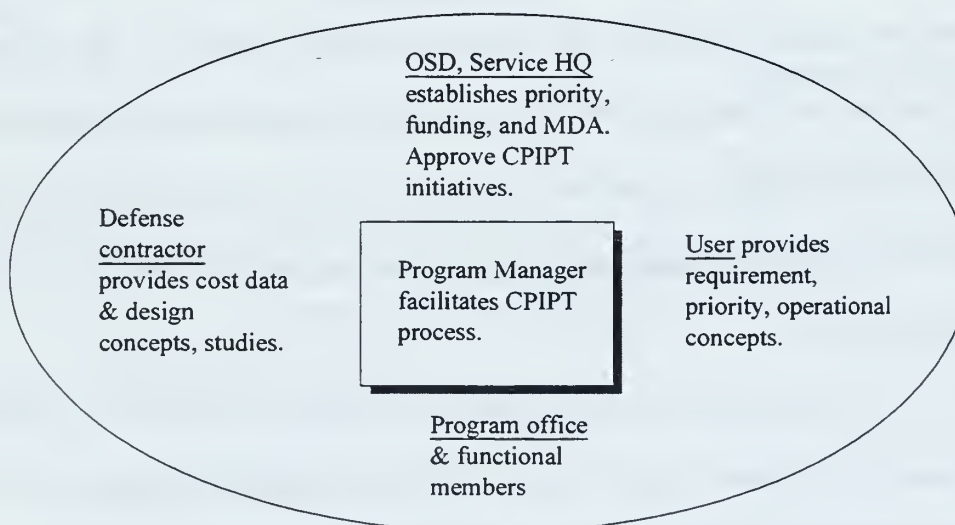 OSD, Service HQ
establishes priority,
funding, and MDA.
Approve CPIPT
initiatives.
Defense
contractor
provides cost data
& design
concepts, studies.
Program Manager
facilitates CPIPT
process.
User provides
requirement,
priority, operational
concepts.
Program office
& functional
members